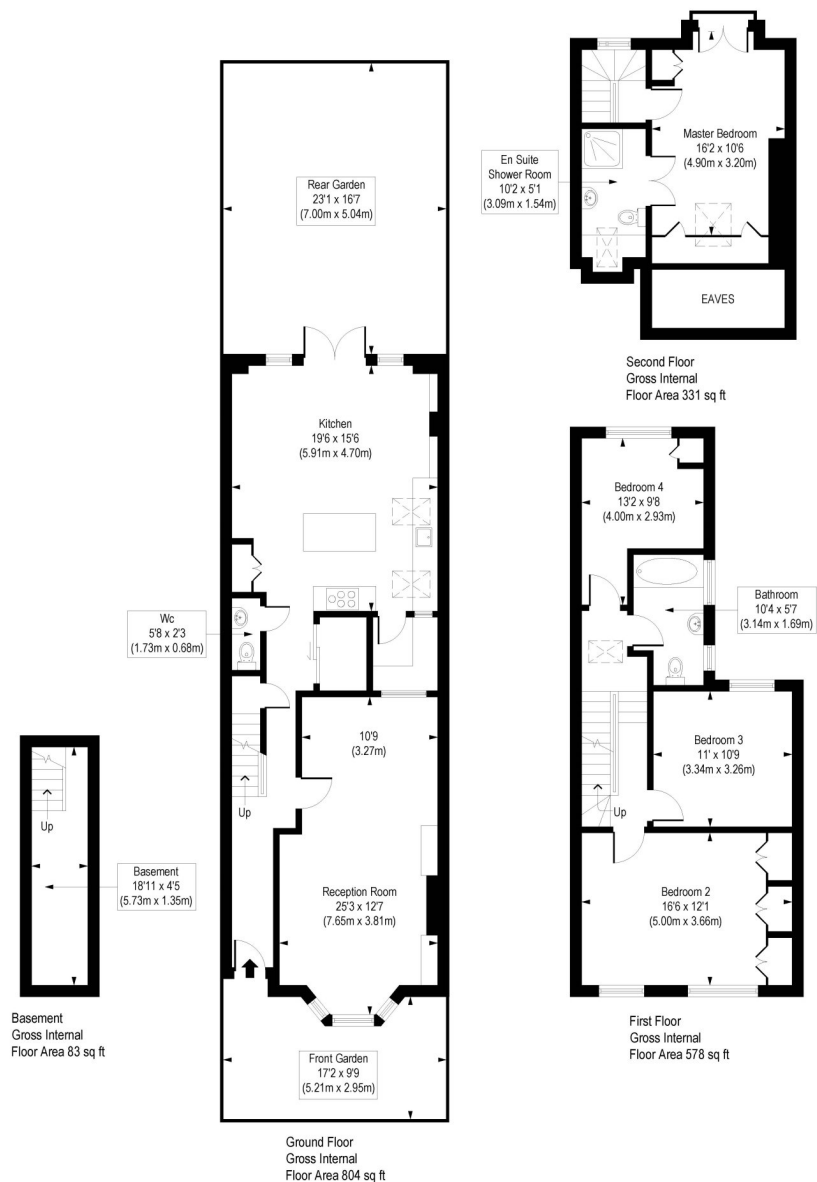 Rear Garden
23'1 x 16'7
(7.00m x 5.04m)
Kitchen
19'6 x 15'6
(5.91m x 4.70m)
Wc
5'8 x 2'3
(1.73m x 0.68m)
10'9
(3.27m)
Up
Reception Room
25'3 x 12'7
(7.65m x 3.81m)
Front Garden
17'2 x 9'9
(5.21m x 2.95m)
Ground Floor
Gross Internal
Floor Area 804 sq ft
Up
Basement
18'11 x 4'5
(5.73m x 1.35m)
Basement
Gross Internal
Floor Area 83 sq ft
Master Bedroom
16'2 x 10'6
(4.90m x 3.20m)
En Suite
Shower Room
10'2 x 5'1
(3.09m x 1.54m)
EAVES
Second Floor
Gross Internal
Floor Area 331 sq ft
Bedroom 4
13'2 x 9'8
(4.00m x 2.93m)
Bathroom
10'4 x 5'7
(3.14m x 1.69m)
Bedroom 3
11' x 10'9
(3.34m x 3.26m)
Up
Bedroom 2
16'6 x 12'1
(5.00m x 3.66m)
First Floor
Gross Internal
Floor Area 578 sq ft